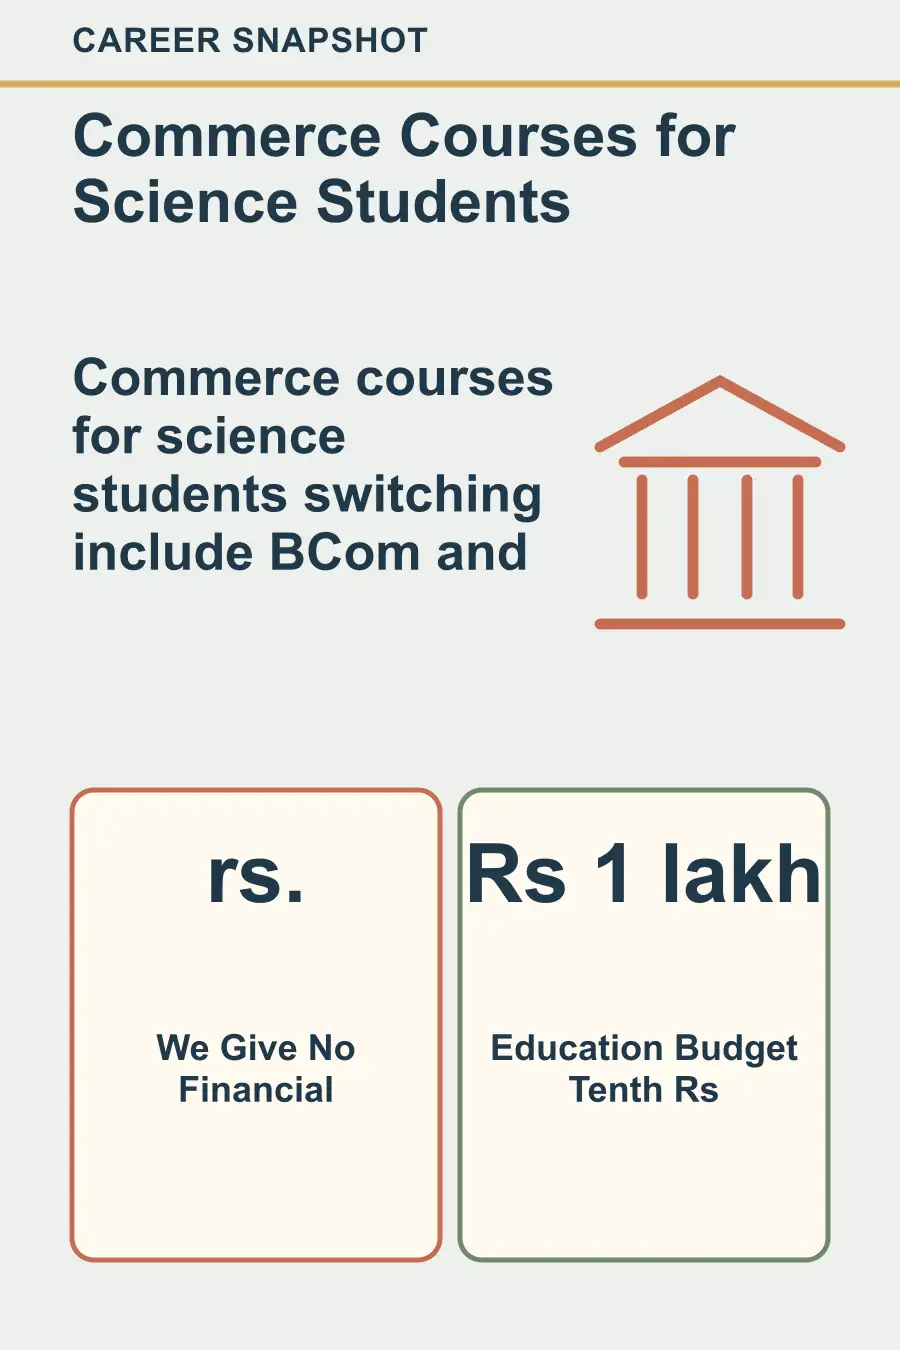 CAREER SNAPSHOT
Commerce Courses for
Science Students
Commerce courses
for science
students switching
include BCom and
rs.
We Give No
Financial
Rs 1 lakh
Education Budget
Tenth Rs